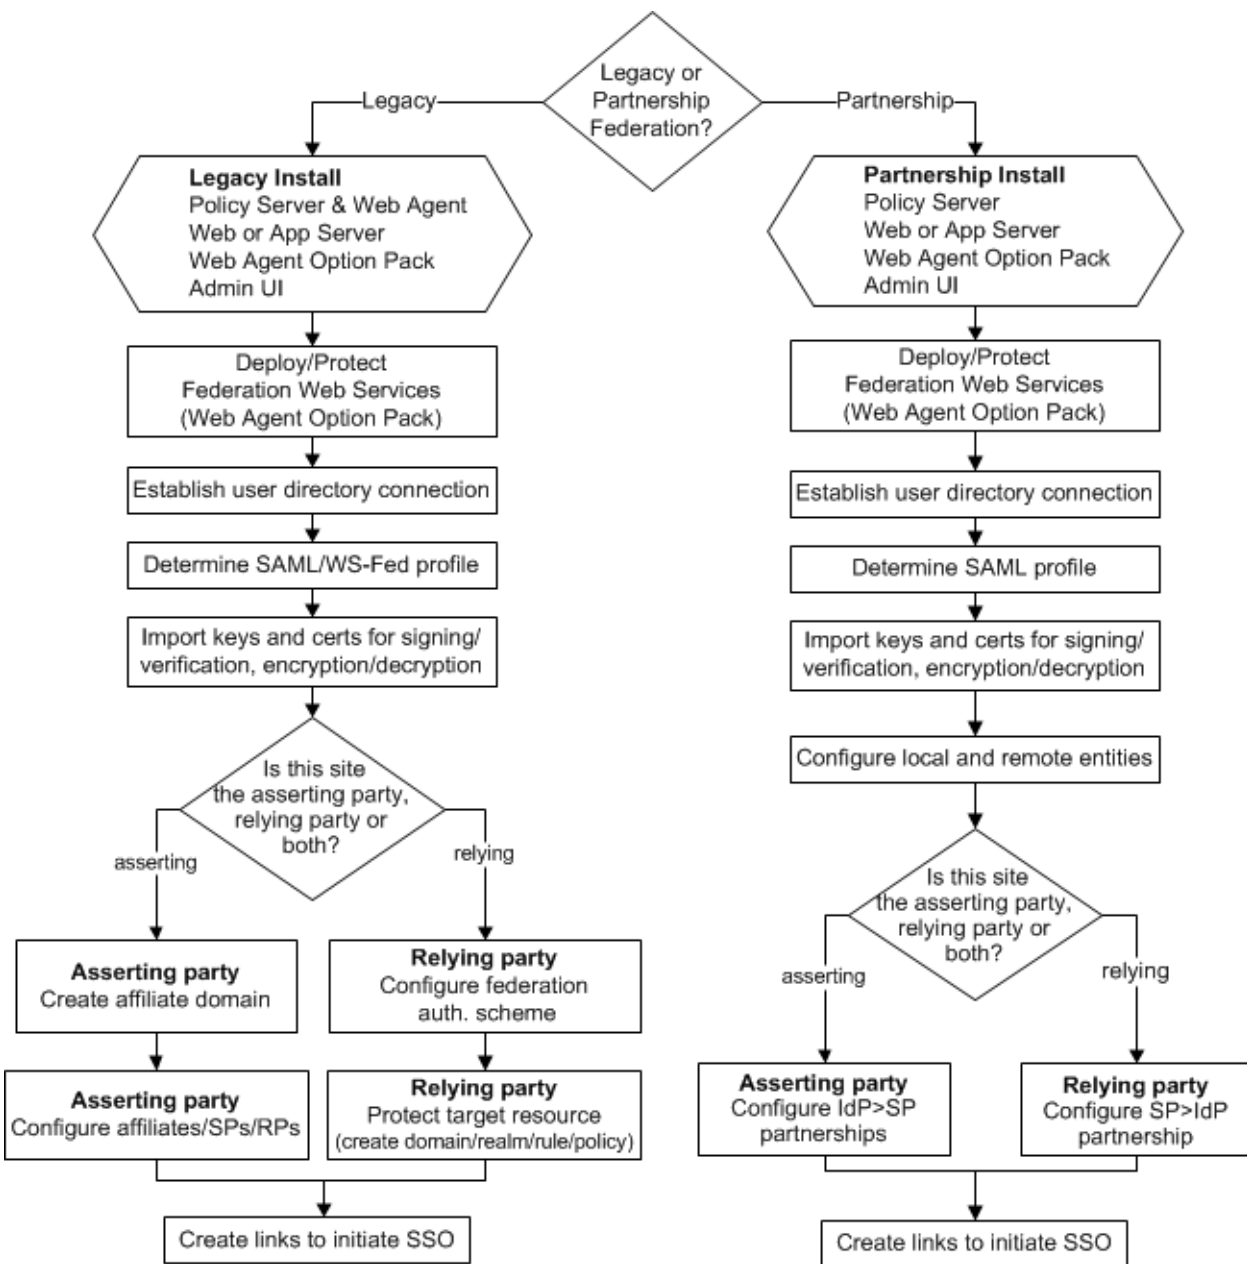 Legacy or
Partnership
Federation?
Legacy
Partnership
Legacy Install
Policy Server & Web Agent
Web or App Server
Web Agent Option Pack
Admin UI
Deploy/Protect
Federation Web Services
(Web Agent Option Pack)
Establish user directory connection
Determine SAML/WS-Fed profile
Import keys and certs for signing/
verification, encryption/decryption
Is this site
the asserting party,
relying party or
both?
asserting
relying
Asserting party
Create affiliate domain
Relying party
Configure federation
auth. scheme
Asserting party
Configure affiliates/SPs/RPs
Relying party
Protect target resource
(create domain/realm/rule/policy)
Create links to initiate SSO
Partnership Install
Policy Server
Web or App Server
Web Agent Option Pack
Admin UI
Deploy/Protect
Federation Web Services
(Web Agent Option Pack)
Establish user directory connection
Determine SAML profile
Import keys and certs for signing/
verification, encryption/decryption
Configure local and remote entities
Is this site
the asserting party,
relying party or
both?
asserting
relying
Asserting party
Configure IdP>SP
partnerships
Relying party
Configure SP>IdP
partnership
Create links to initiate SSO